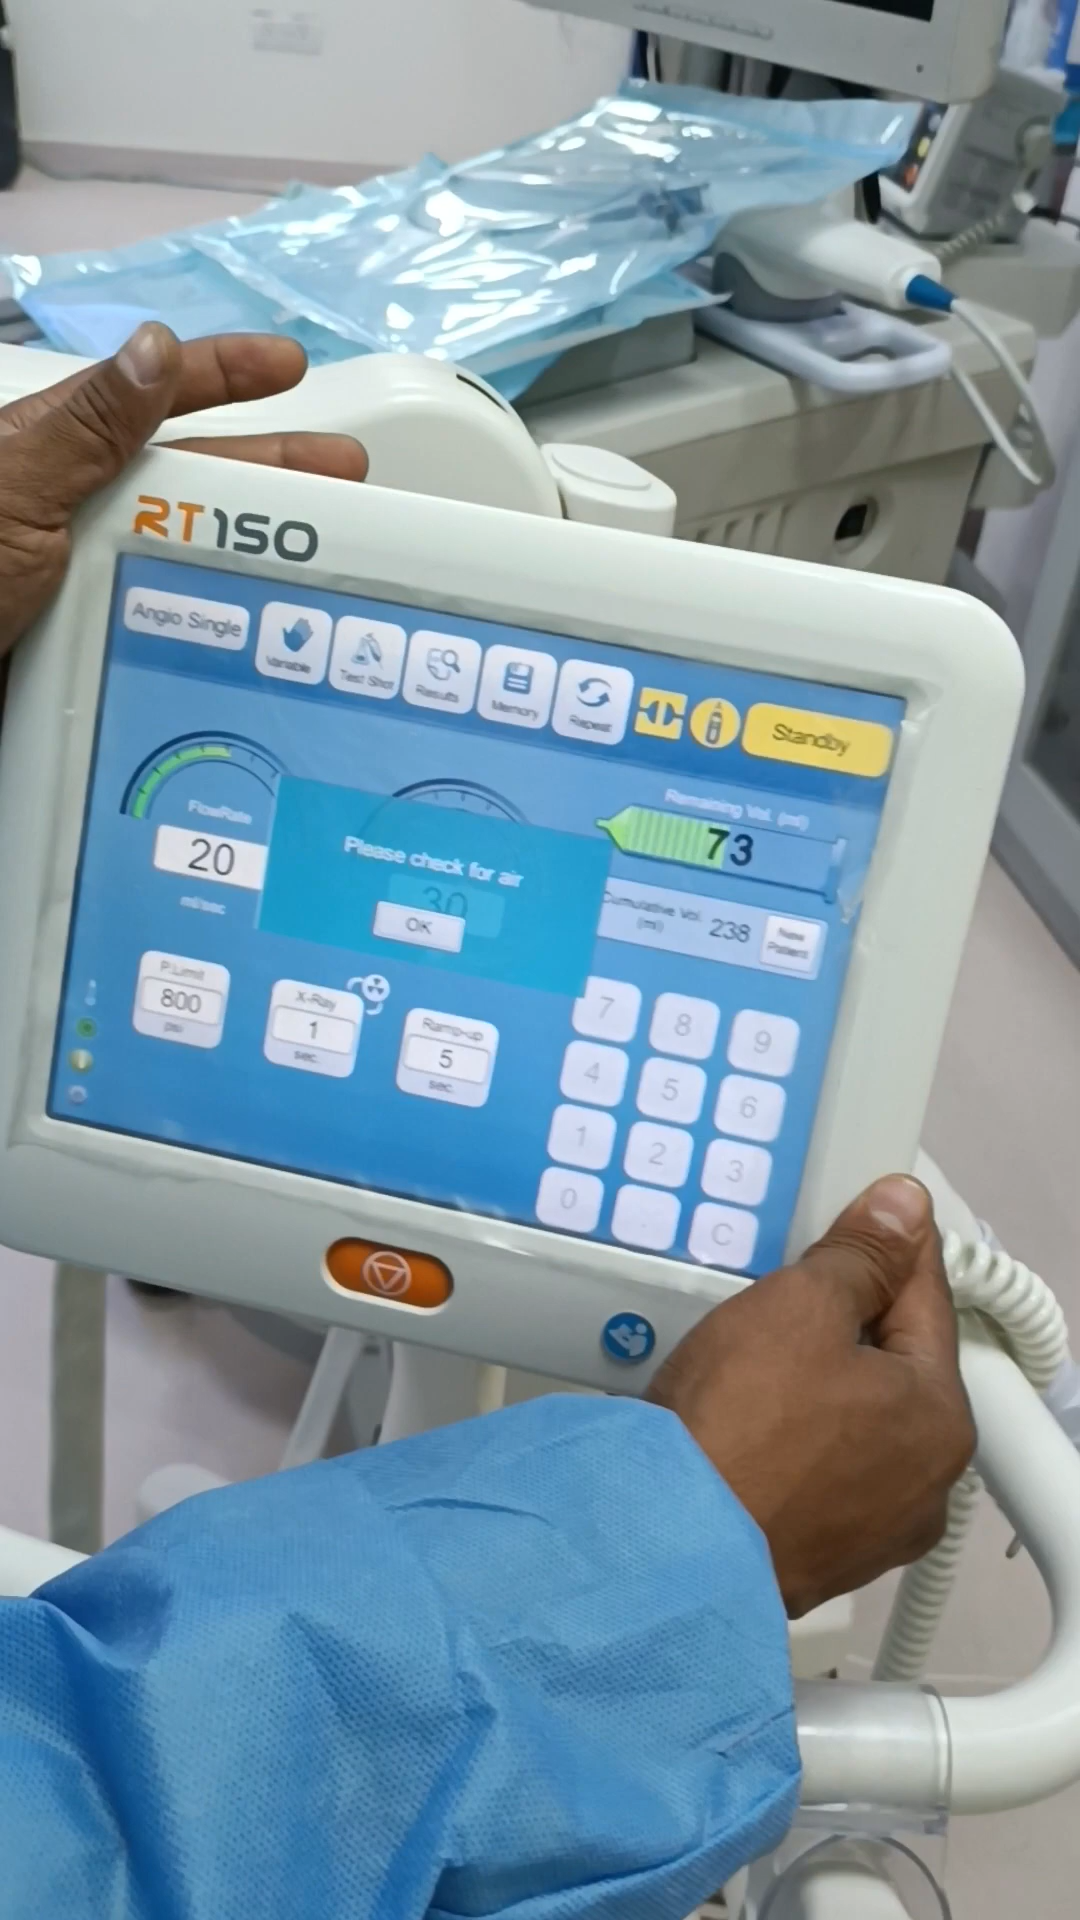 RT150
Angio Single
Variable
Test Shot
Results
Memory
Repeat
Standby
FlowRate
20
ml/sec
Please check for air
30
OK
Remaining Vol. (ml)
73
Cumulative Vol.
(ml)
238
New
Patient
P.Limit
800
psi
X-Ray
1
sec.
Ramp-up
5
sec.
7
8
9
4
5
6
1
2
3
0
.
C